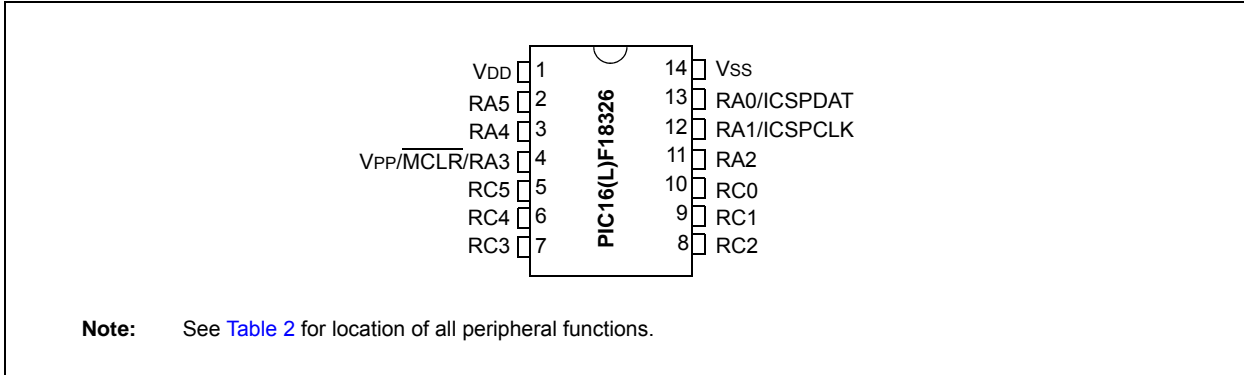 VDD 1 14 VSS
RA5 2 13 RA0/ICSPDAT
RA4 3 12 RA1/ICSPCLK
VPP/MCLR/RA3 4 11 RA2
RC5 5 10 RC0
RC4 6 9 RC1
RC3 7 8 RC2
PIC16(L)F18326
Note: See Table 2 for location of all peripheral functions.